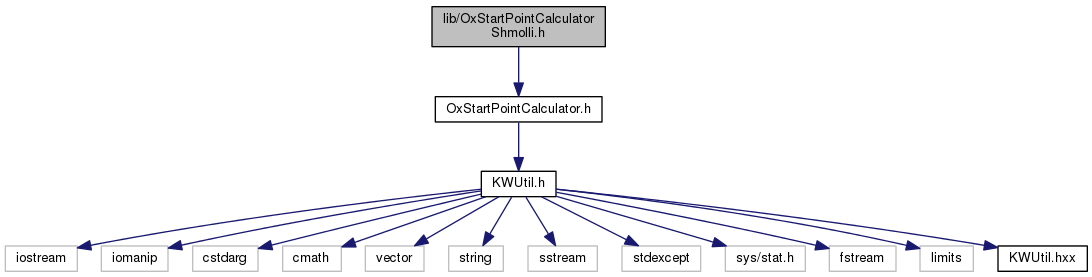 lib/OxStartPointCalculator
Shmolli.h
OxStartPointCalculator.h
KWUtil.h
iostream
iomanip
cstdarg
cmath
vector
string
sstream
stdexcept
sys/stat.h
fstream
limits
KWUtil.hxx